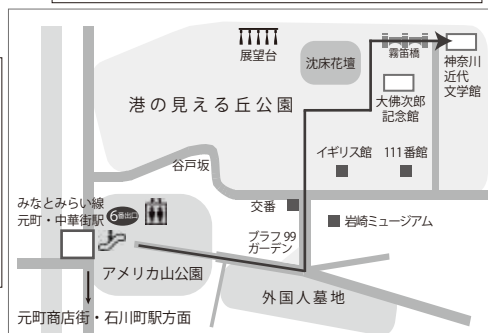 展望台
沈床花壇
霧笛橋
神奈川
近代
文学館
大佛次郎
記念館
港の見える丘公園
イギリス館
111番館
谷戸坂
みなとみらい線
元町・中華街駅
6番出口
交番
岩崎ミュージアム
ブラフ99
ガーデン
アメリカ山公園
外国人墓地
元町商店街・石川町駅方面